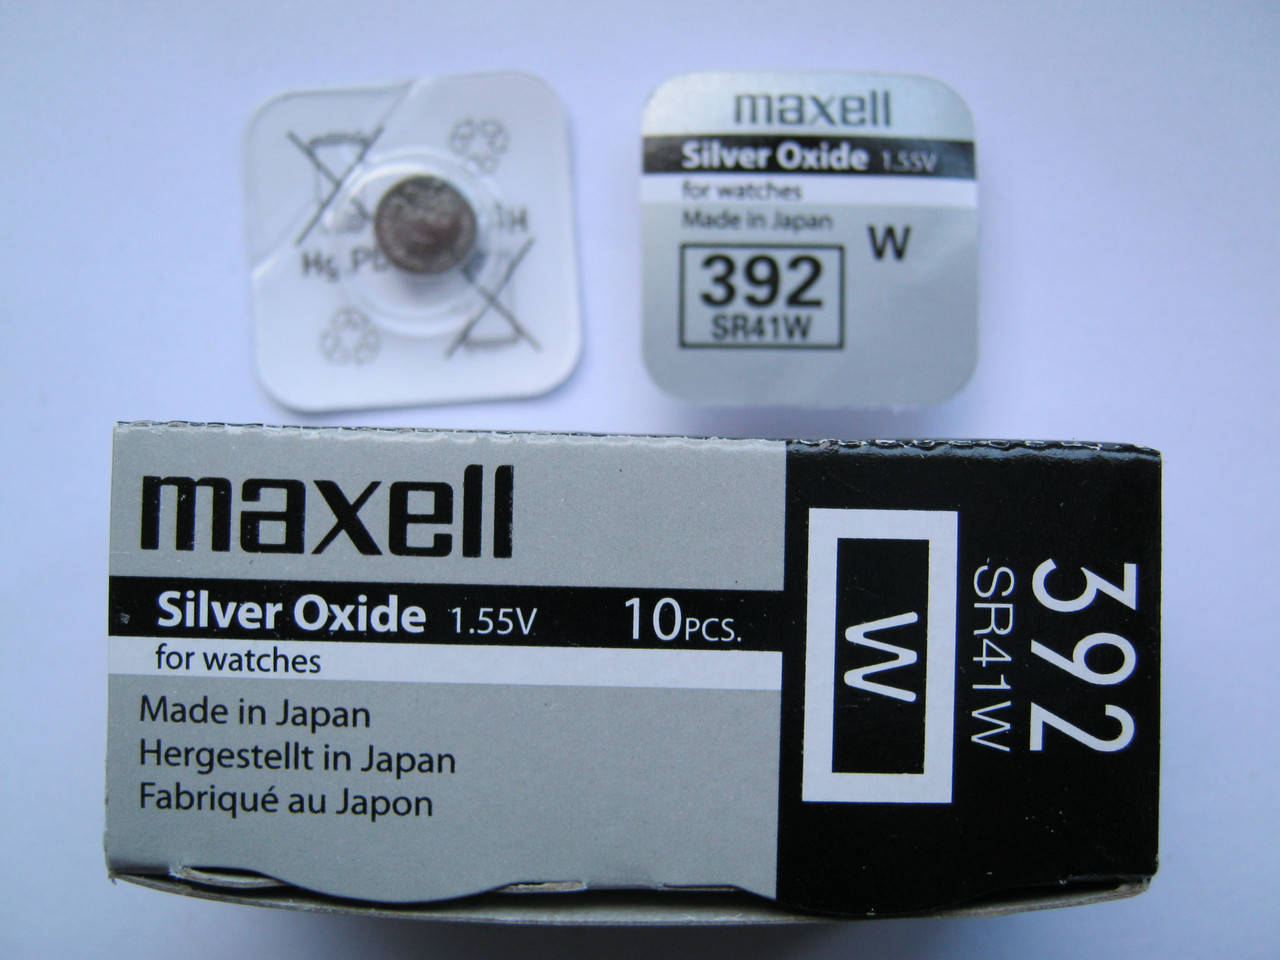 maxell
Silver Oxide 1.55V
for watches
Made in Japan
W
392
SR41W
maxell
Silver Oxide 1.55V 10PCS.
for watches
Made in Japan
Hergestellt in Japan
Fabriqué au Japon
W
392
SR41W